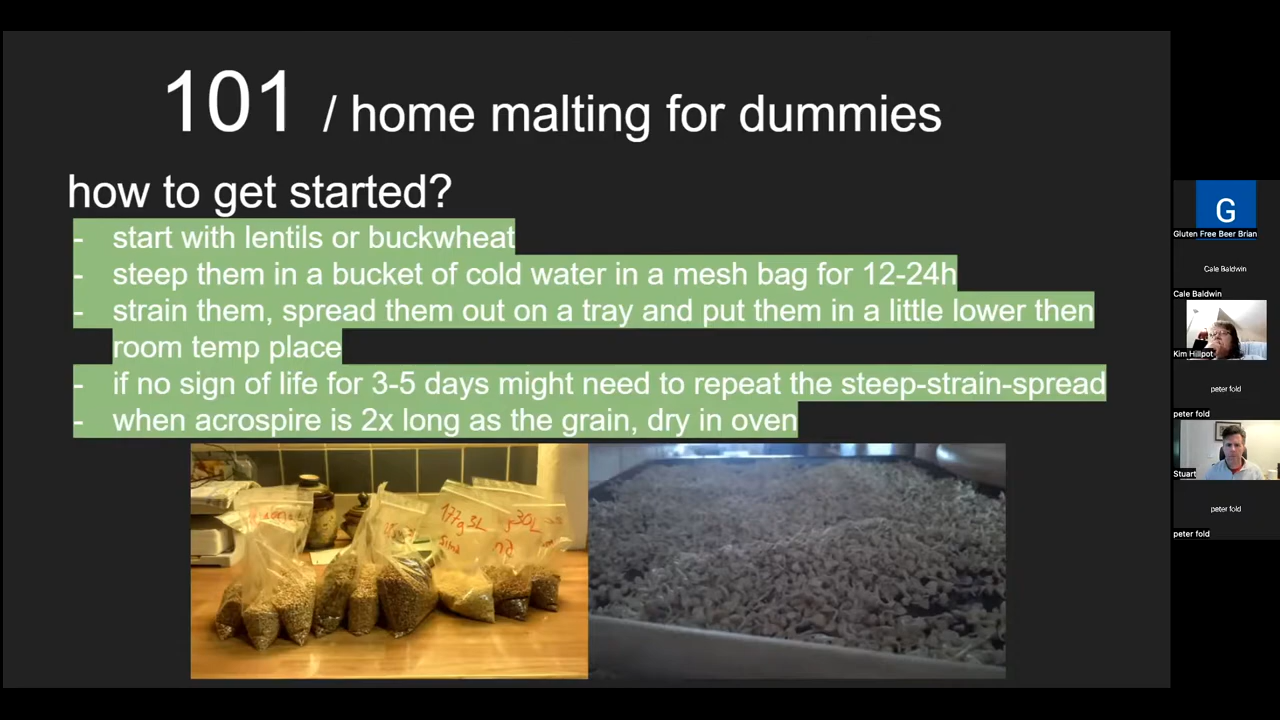 101 / home malting for dummies
how to get started?
- start with lentils or buckwheat
- steep them in a bucket of cold water in a mesh bag for 12-24h
- strain them, spread them out on a tray and put them in a little lower then
room temp place
- if no sign of life for 3-5 days might need to repeat the steep-strain-spread
- when acrospire is 2x long as the grain, dry in oven
177g 3L
30L
G
Gluten Free Beer Brian
Cale Baldwin
Cale Baldwin
Kim Hillpot
peter fold
peter fold
Stuart
peter fold
peter fold